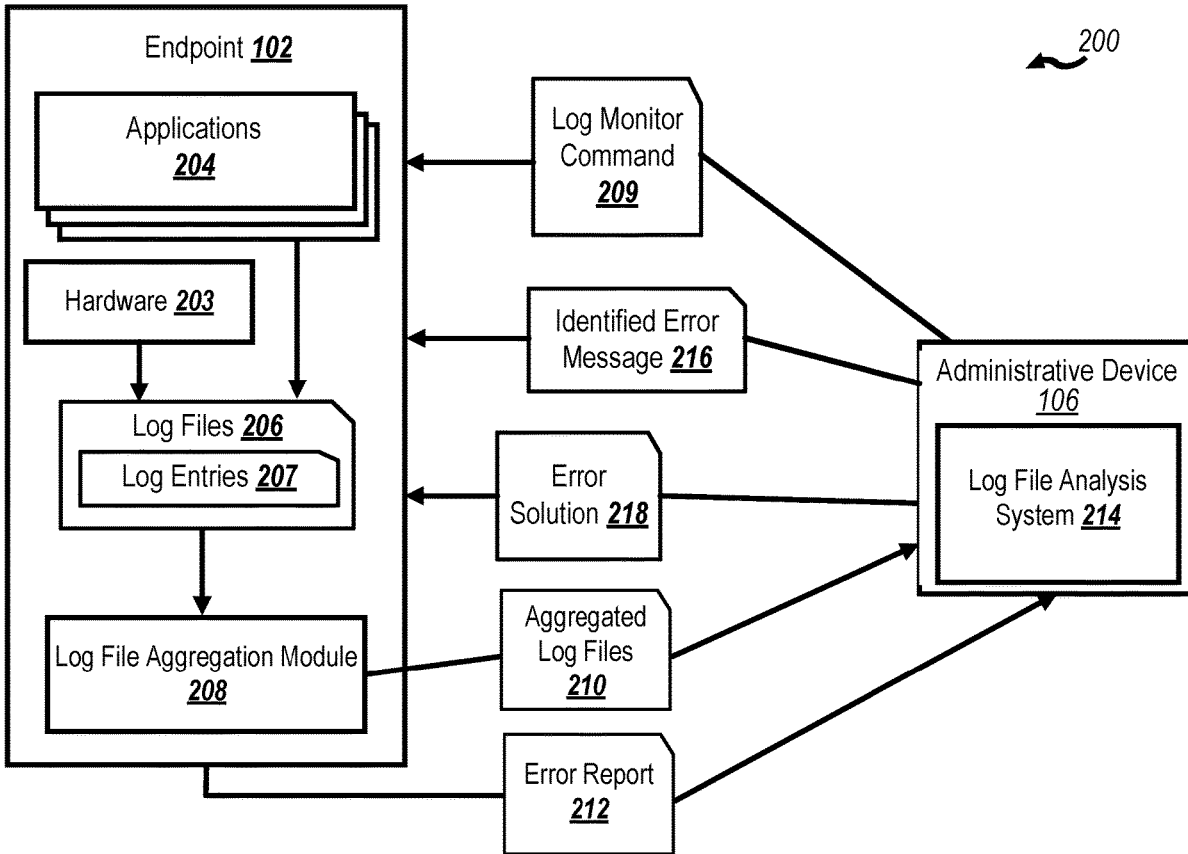 200
Endpoint 102
Applications
204
Hardware 203
Log Files 206
Log Entries 207
Log File Aggregation Module
208
Log Monitor
Command
209
Identified Error
Message 216
Error
Solution 218
Aggregated
Log Files
210
Error Report
212
Administrative Device
106
Log File Analysis
System 214